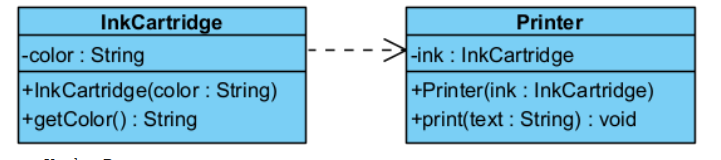 InkCartridge
-color : String
+InkCartridge(color : String)
+getColor() : String
Printer
-ink : InkCartridge
+Printer(ink : InkCartridge)
+print(text : String) : void